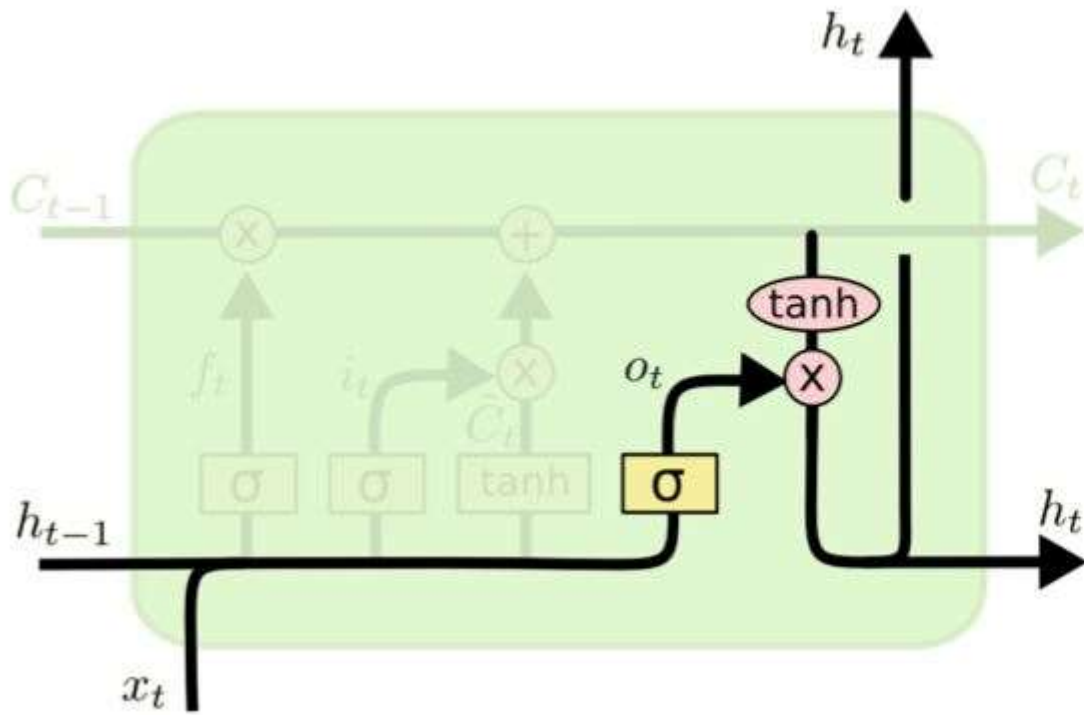 h_t
C_{t-1}
C_t
x
+
tanh
f_t
i_t
x
o_t
x
C̃_t
σ
σ
tanh
σ
h_{t-1}
h_t
x_t